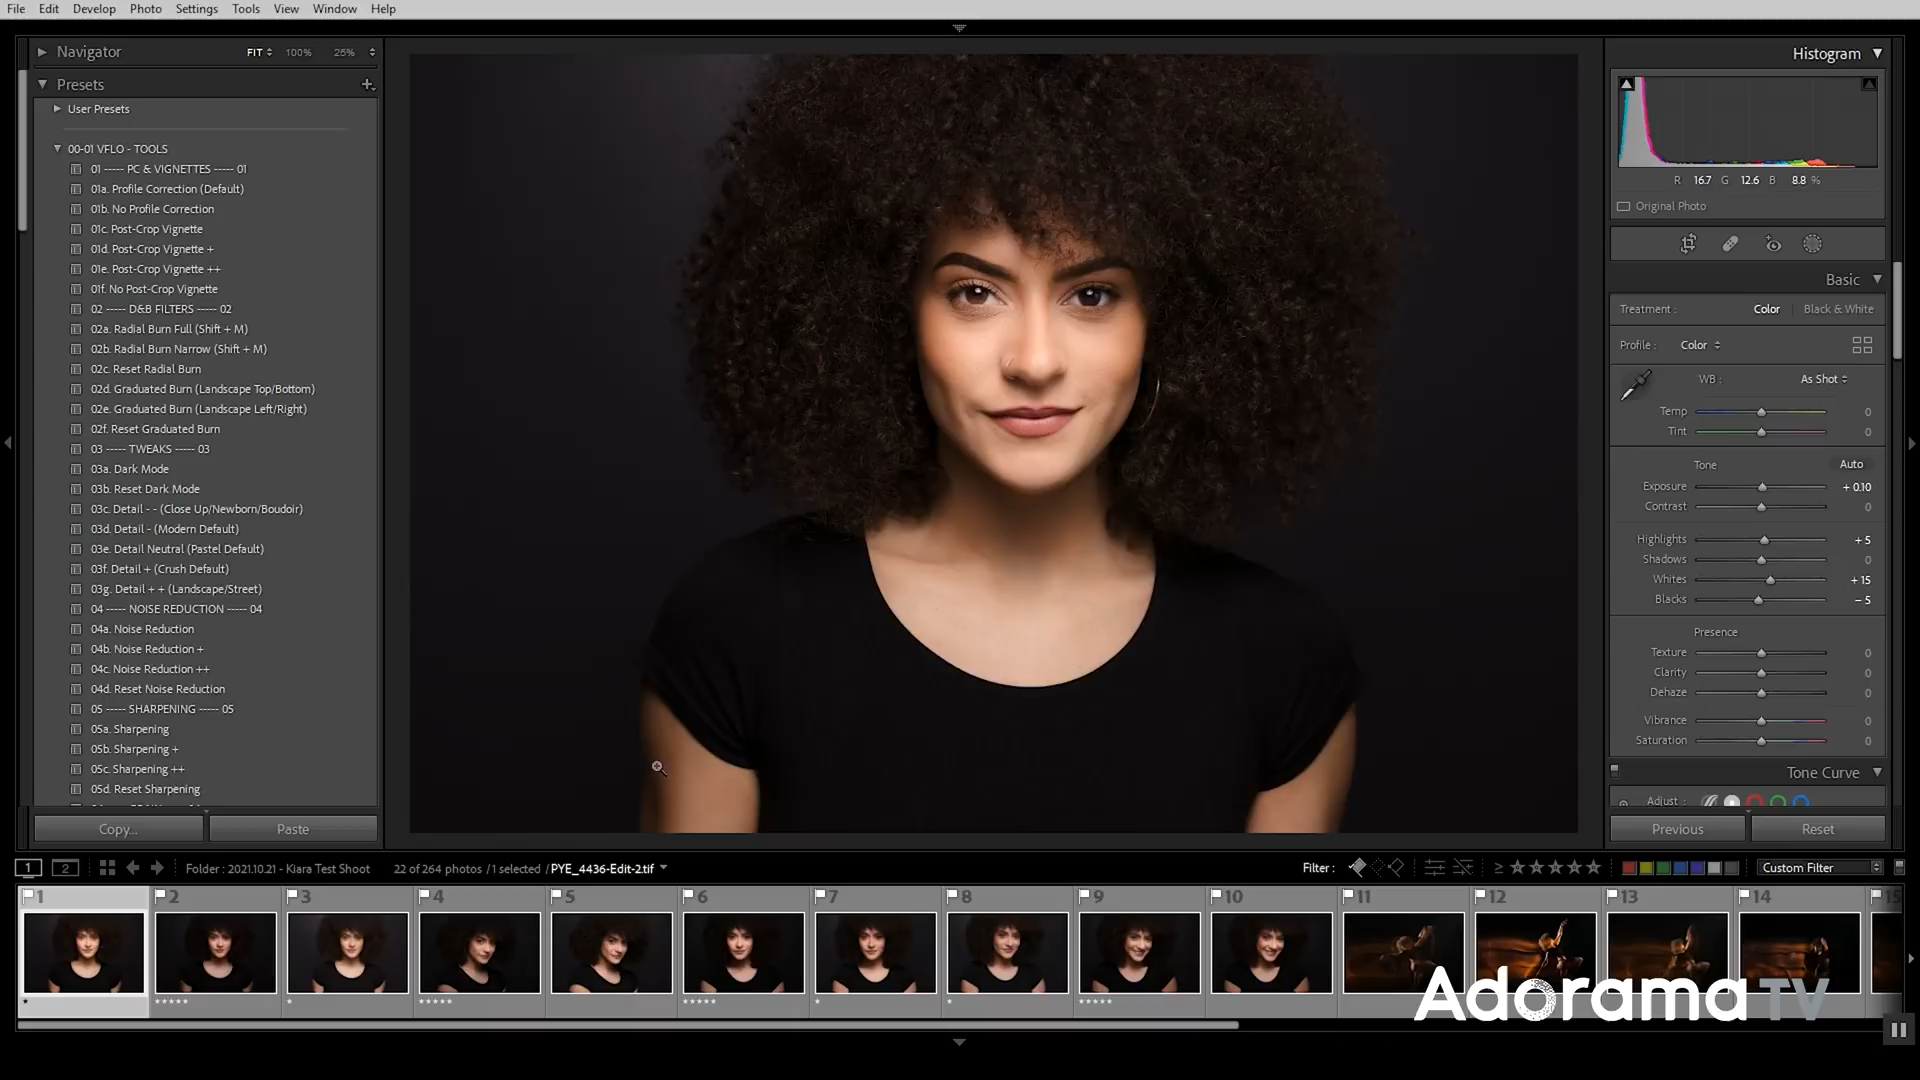 File Edit Develop Photo Settings Tools View Window Help
Navigator FIT 100% 25%
Presets
User Presets
00-01 VFLO - TOOLS
01 ----- PC & VIGNETTES ----- 01
01a. Profile Correction (Default)
01b. No Profile Correction
01c. Post-Crop Vignette
01d. Post-Crop Vignette +
01e. Post-Crop Vignette ++
01f. No Post-Crop Vignette
02 ----- D&B FILTERS ----- 02
02a. Radial Burn Full (Shift + M)
02b. Radial Burn Narrow (Shift + M)
02c. Reset Radial Burn
02d. Graduated Burn (Landscape Top/Bottom)
02e. Graduated Burn (Landscape Left/Right)
02f. Reset Graduated Burn
03 ----- TWEAKS ----- 03
03a. Dark Mode
03b. Reset Dark Mode
03c. Detail - - (Close Up/Newborn/Boudoir)
03d. Detail - (Modern Default)
03e. Detail Neutral (Pastel Default)
03f. Detail + (Crush Default)
03g. Detail + + (Landscape/Street)
04 ----- NOISE REDUCTION ----- 04
04a. Noise Reduction
04b. Noise Reduction +
04c. Noise Reduction ++
04d. Reset Noise Reduction
05 ----- SHARPENING ----- 05
05a. Sharpening
05b. Sharpening +
05c. Sharpening ++
05d. Reset Sharpening
Copy... Paste
Histogram
R 16.7 G 12.6 B 8.8 %
Original Photo
Basic
Treatment : Color Black & White
Profile : Color
WB : As Shot
Temp 0
Tint 0
Tone Auto
Exposure + 0.10
Contrast 0
Highlights + 5
Shadows 0
Whites + 15
Blacks – 5
Presence
Texture 0
Clarity 0
Dehaze 0
Vibrance 0
Saturation 0
Tone Curve
Adjust :
Previous Reset
1 2 Folder : 2021.10.21 - Kiara Test Shoot 22 of 264 photos / 1 selected / PYE_4436-Edit-2.tif Filter : ≥ Custom Filter
1 2 3 4 5 6 7 8 9 10 11 12 13 14 15
Adorama TV